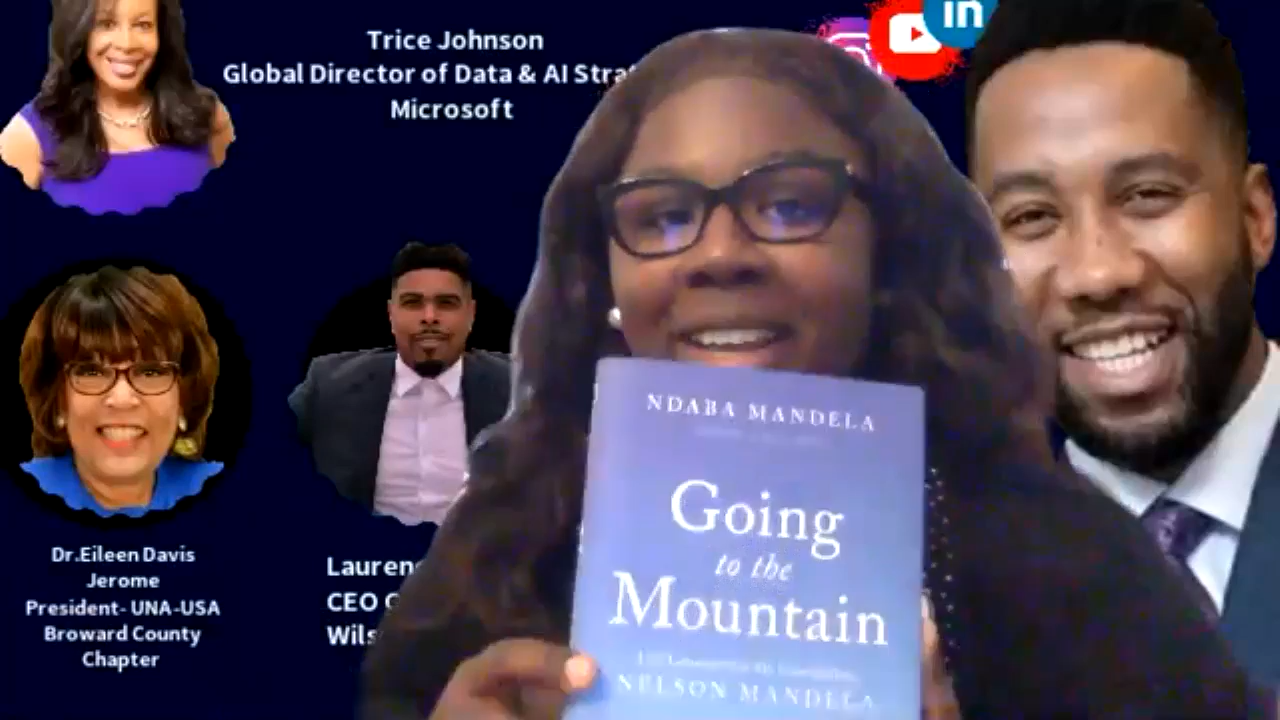 Trice Johnson
Global Director of Data & AI Stra
Microsoft
in
Dr.Eileen Davis
Jerome
President- UNA-USA
Broward County
Chapter
Lauren
CEO
Wils
NDABA MANDELA
Going
to the
Mountain
NELSON MANDELA